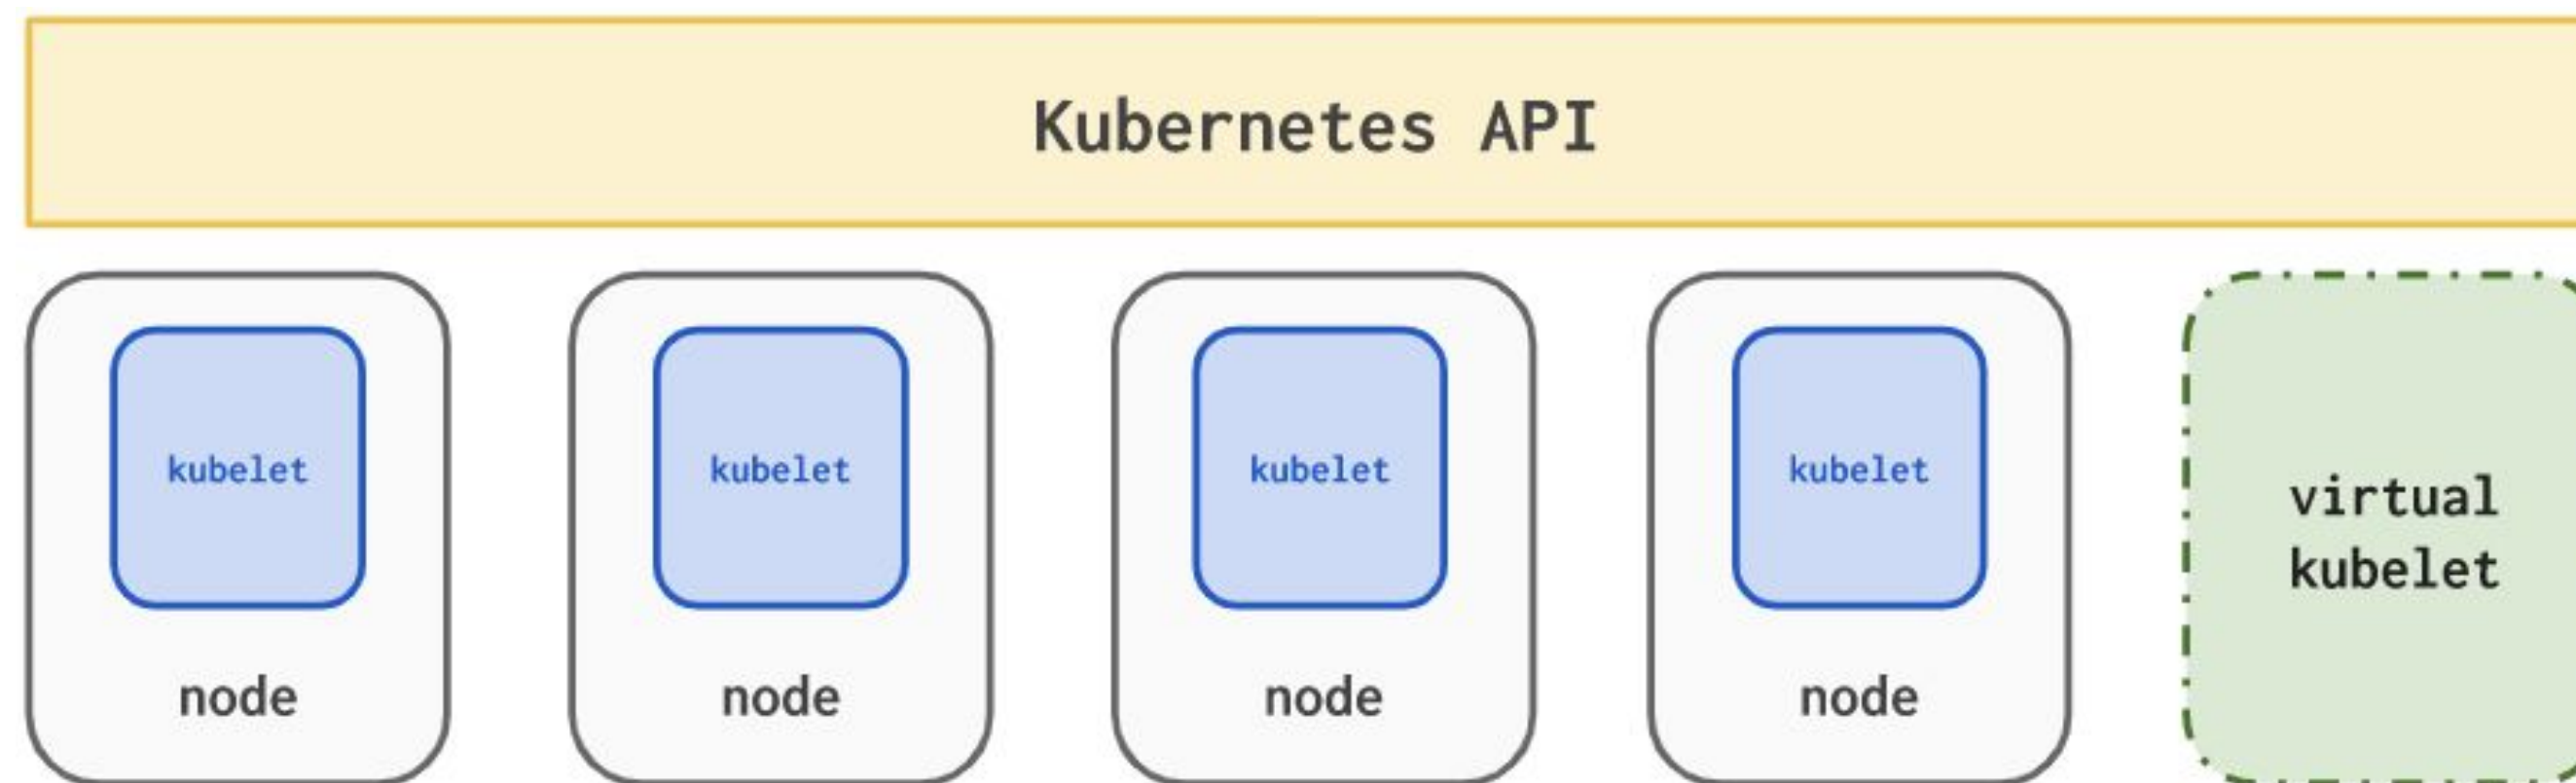 Kubernetes API
kubelet
kubelet
kubelet
kubelet
virtual
kubelet
node
node
node
node